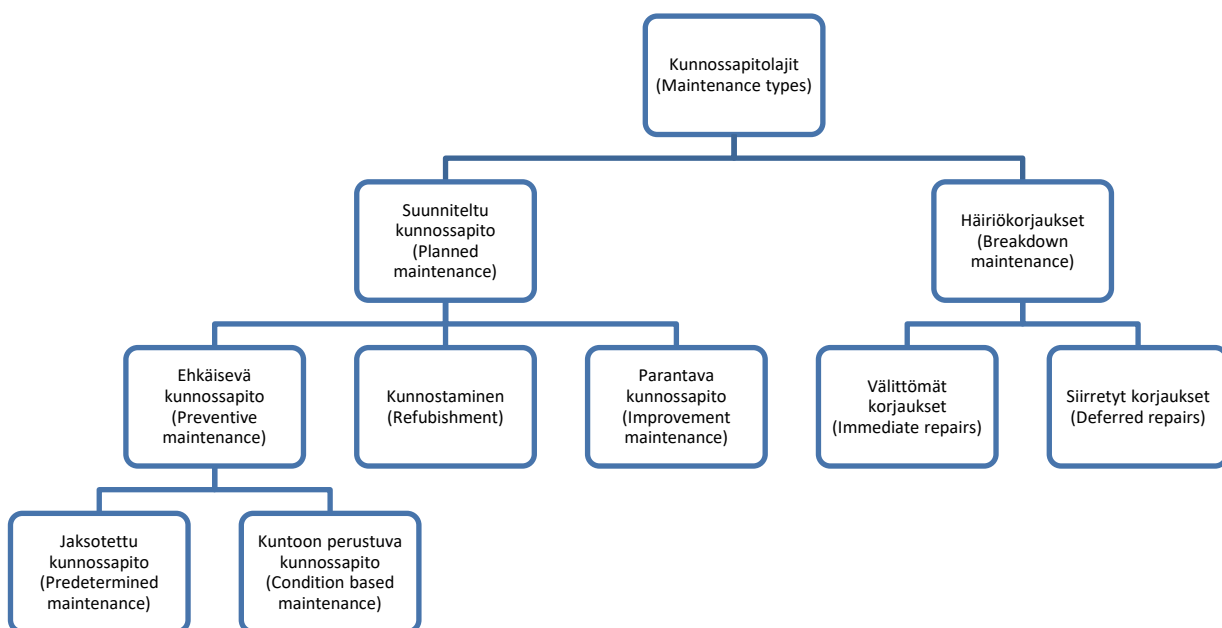 Kunnossapitolajit
(Maintenance types)
Suunniteltu
kunnossapito
(Planned
maintenance)
Häiriökorjaukset
(Breakdown
maintenance)
Ehkäisevä
kunnossapito
(Preventive
maintenance)
Kunnostaminen
(Refubishment)
Parantava
kunnossapito
(Improvement
maintenance)
Välittömät
korjaukset
(Immediate repairs)
Siirretyt korjaukset
(Deferred repairs)
Jaksotettu
kunnossapito
(Predetermined
maintenance)
Kuntoon perustuva
kunnossapito
(Condition based
maintenance)